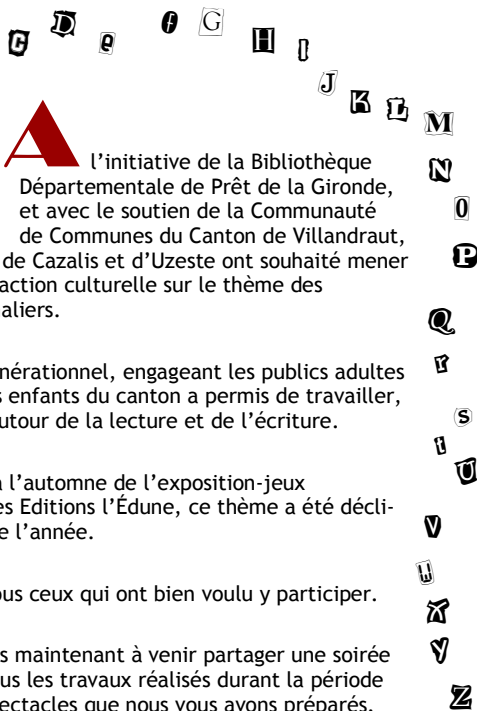 C D e f G H I
J K L M
N
O
P
Q
r
s
t
U
V
W
X
Y
Z
A l’initiative de la Bibliothèque
Départementale de Prêt de la Gironde,
et avec le soutien de la Communauté
de Communes du Canton de Villandraut,
de Cazalis et d’Uzeste ont souhaité mener
action culturelle sur le thème des
aliers.
nérationnel, engageant les publics adultes
s enfants du canton a permis de travailler,
utour de la lecture et de l’écriture.
à l’automne de l’exposition-jeux
es Editions l’Édune, ce thème a été décli-
e l’année.
ous ceux qui ont bien voulu y participer.
s maintenant à venir partager une soirée
us les travaux réalisés durant la période
pectacles que nous vous avons préparés.